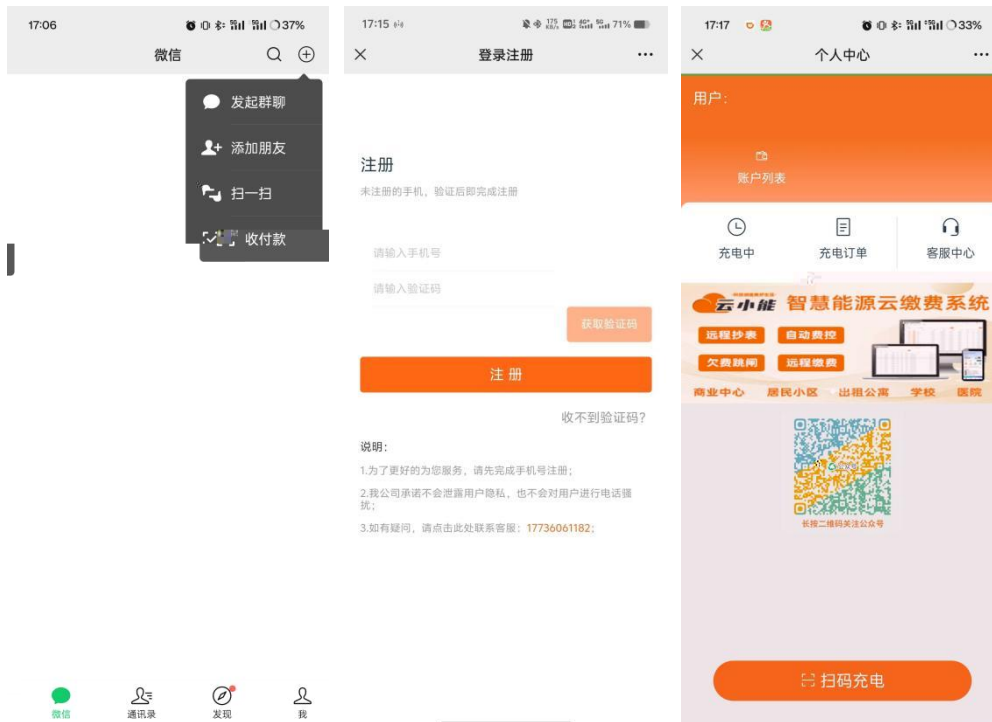 17:06
37%
微信
发起群聊
添加朋友
扫一扫
收付款
微信
通讯录
发现
我
17:15
175 KB/s
71%
登录注册
注册
未注册的手机，验证后即完成注册
请输入手机号
请输入验证码
获取验证码
注 册
收不到验证码?
说明：
1.为了更好的为您服务，请先完成手机号注册；
2.我公司承诺不会泄露用户隐私，也不会对用户进行电话骚
扰；
3.如有疑问，请点击此处联系客服：17736061182；
17:17
33%
个人中心
用户：
账户列表
充电中
充电订单
客服中心
云小能 智慧能源云缴费系统
远程抄表 自动费控
欠费跳闸 远程缴费
商业中心 居民小区 出租公寓 学校 医院
长按二维码关注公众号
扫码充电